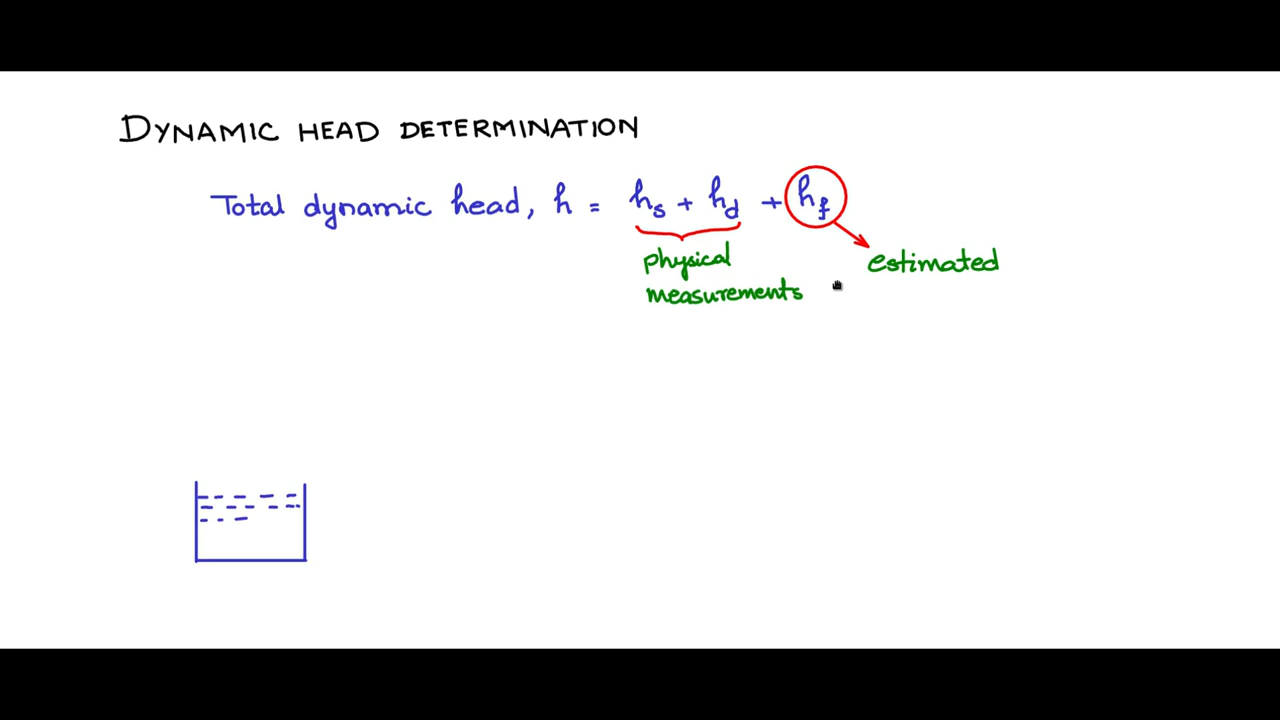 DYNAMIC HEAD DETERMINATION
Total dynamic head, h = hs + hd + hf
physical
measurements
estimated